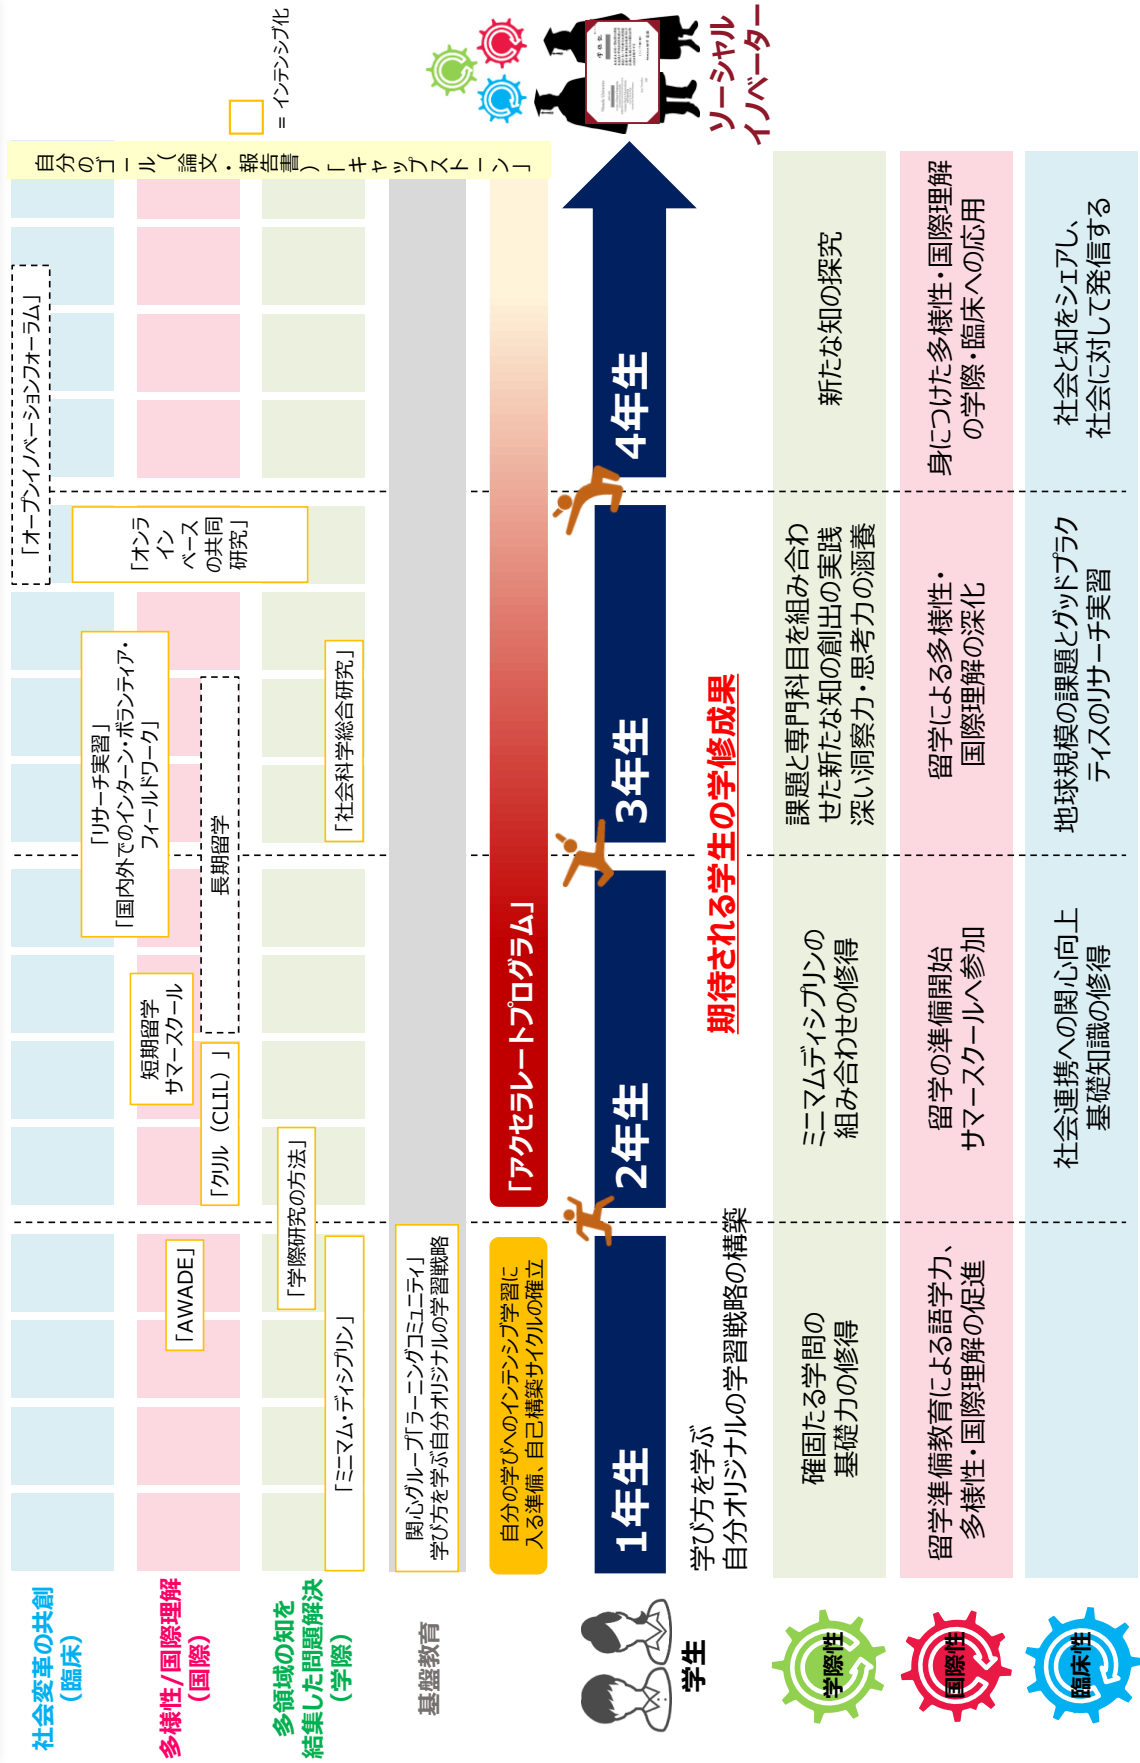 = インテンシブ化
社会変革の共創
（臨床）
「オープンイノベーションフォーラム」
「リサーチ実習」
「国内外でのインターン・ボランティア・
フィールドワーク」
「オンラ
イン
ベース
の共同
研究」
多様性/国際理解
（国際）
「AWADE」
「クリル（CLIL）」
短期留学
サマースクール
長期留学
多領域の知を
結集した問題解決
（学際）
「ミニマム・ディシプリン」
「学際研究の方法」
「社会科学総合研究」
基盤教育
関心グループ「ラーニングコミュニティ」
学び方を学ぶ自分オリジナルの学習戦略
自分のゴール（論文・報告書）「キャップストーン」
自分の学びへのインテンシブ学習に
入る準備、自己構築サイクルの確立
「アクセラレートプログラム」
学生
1年生
2年生
3年生
4年生
ソーシャル
イノベーター
学び方を学ぶ
自分オリジナルの学習戦略の構築
期待される学生の学修成果
学際性
確固たる学問の
基礎力の修得
ミニマムディシプリンの
組み合わせの修得
課題と専門科目を組み合わ
せた新たな知の創出の実践
深い洞察力・思考力の涵養
新たな知の探究
国際性
留学準備教育による語学力、
多様性・国際理解の促進
留学の準備開始
サマースクールへ参加
留学による多様性・
国際理解の深化
身につけた多様性・国際理解
の学際・臨床への応用
臨床性
社会連携への関心向上
基礎知識の修得
地球規模の課題とグッドプラク
ティスのリサーチ実習
社会と知をシェアし、
社会に対して発信する